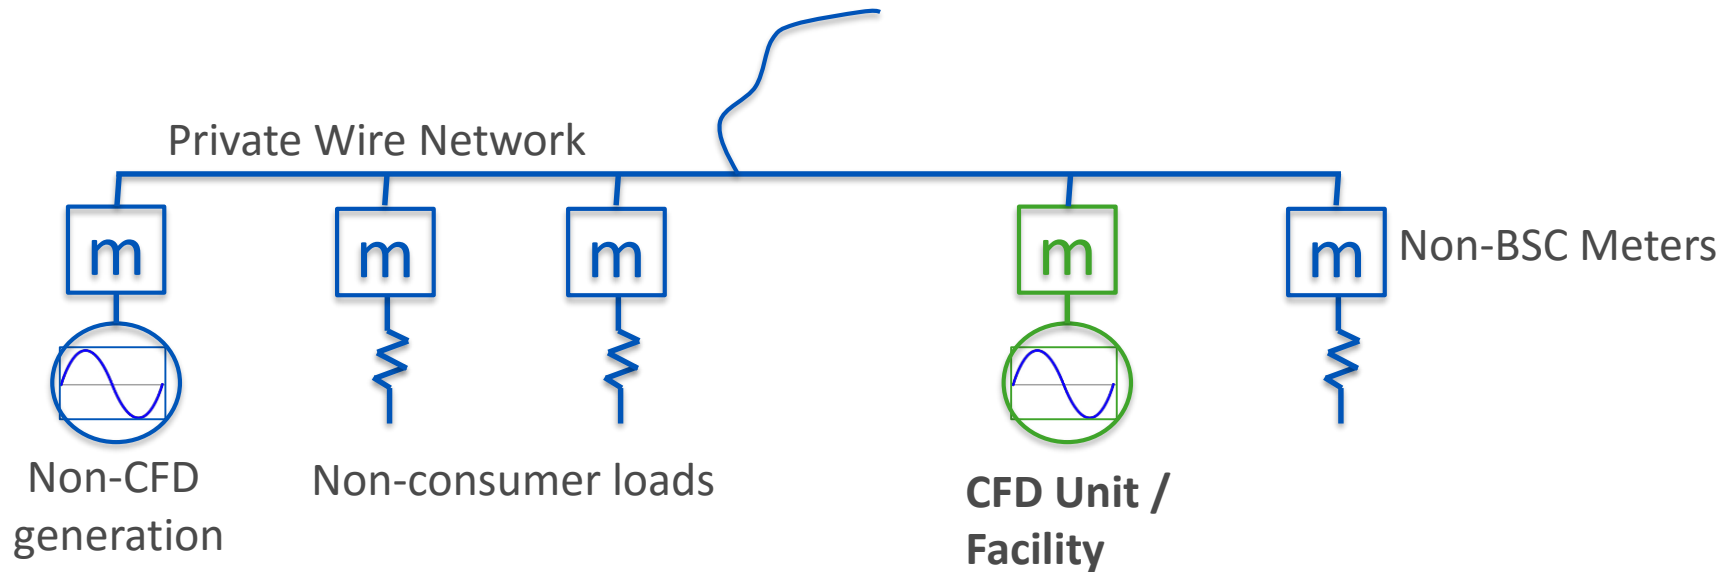 Private Wire Network
m
m
m
m
m
Non-BSC Meters
Non-CFD
generation
Non-consumer loads
CFD Unit /
Facility